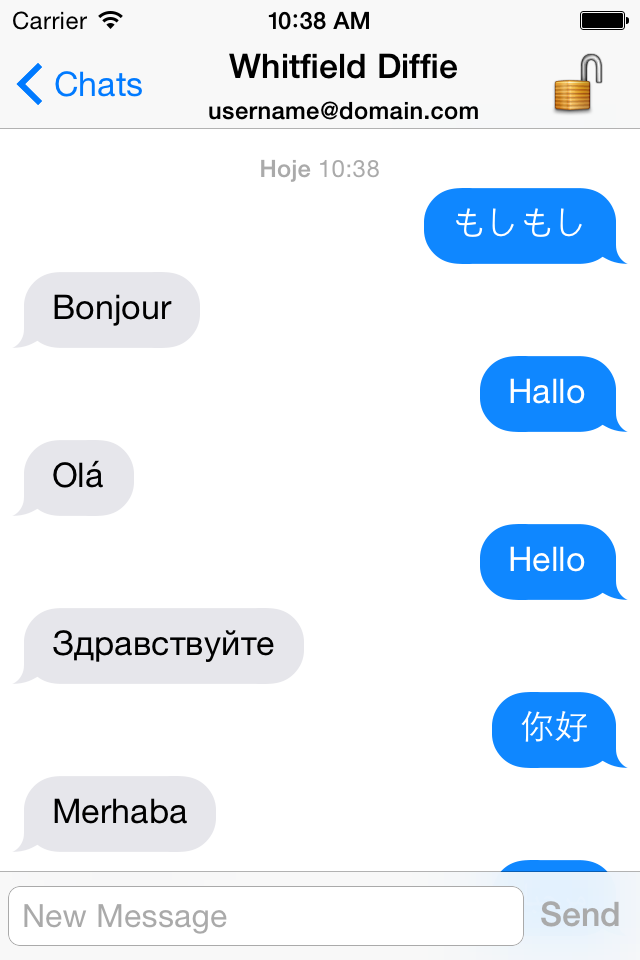 Carrier 10:38 AM
Chats
Whitfield Diffie
username@domain.com
Hoje 10:38
もしもし
Bonjour
Hallo
Olá
Hello
Здравствуйте
你好
Merhaba
New Message
Send